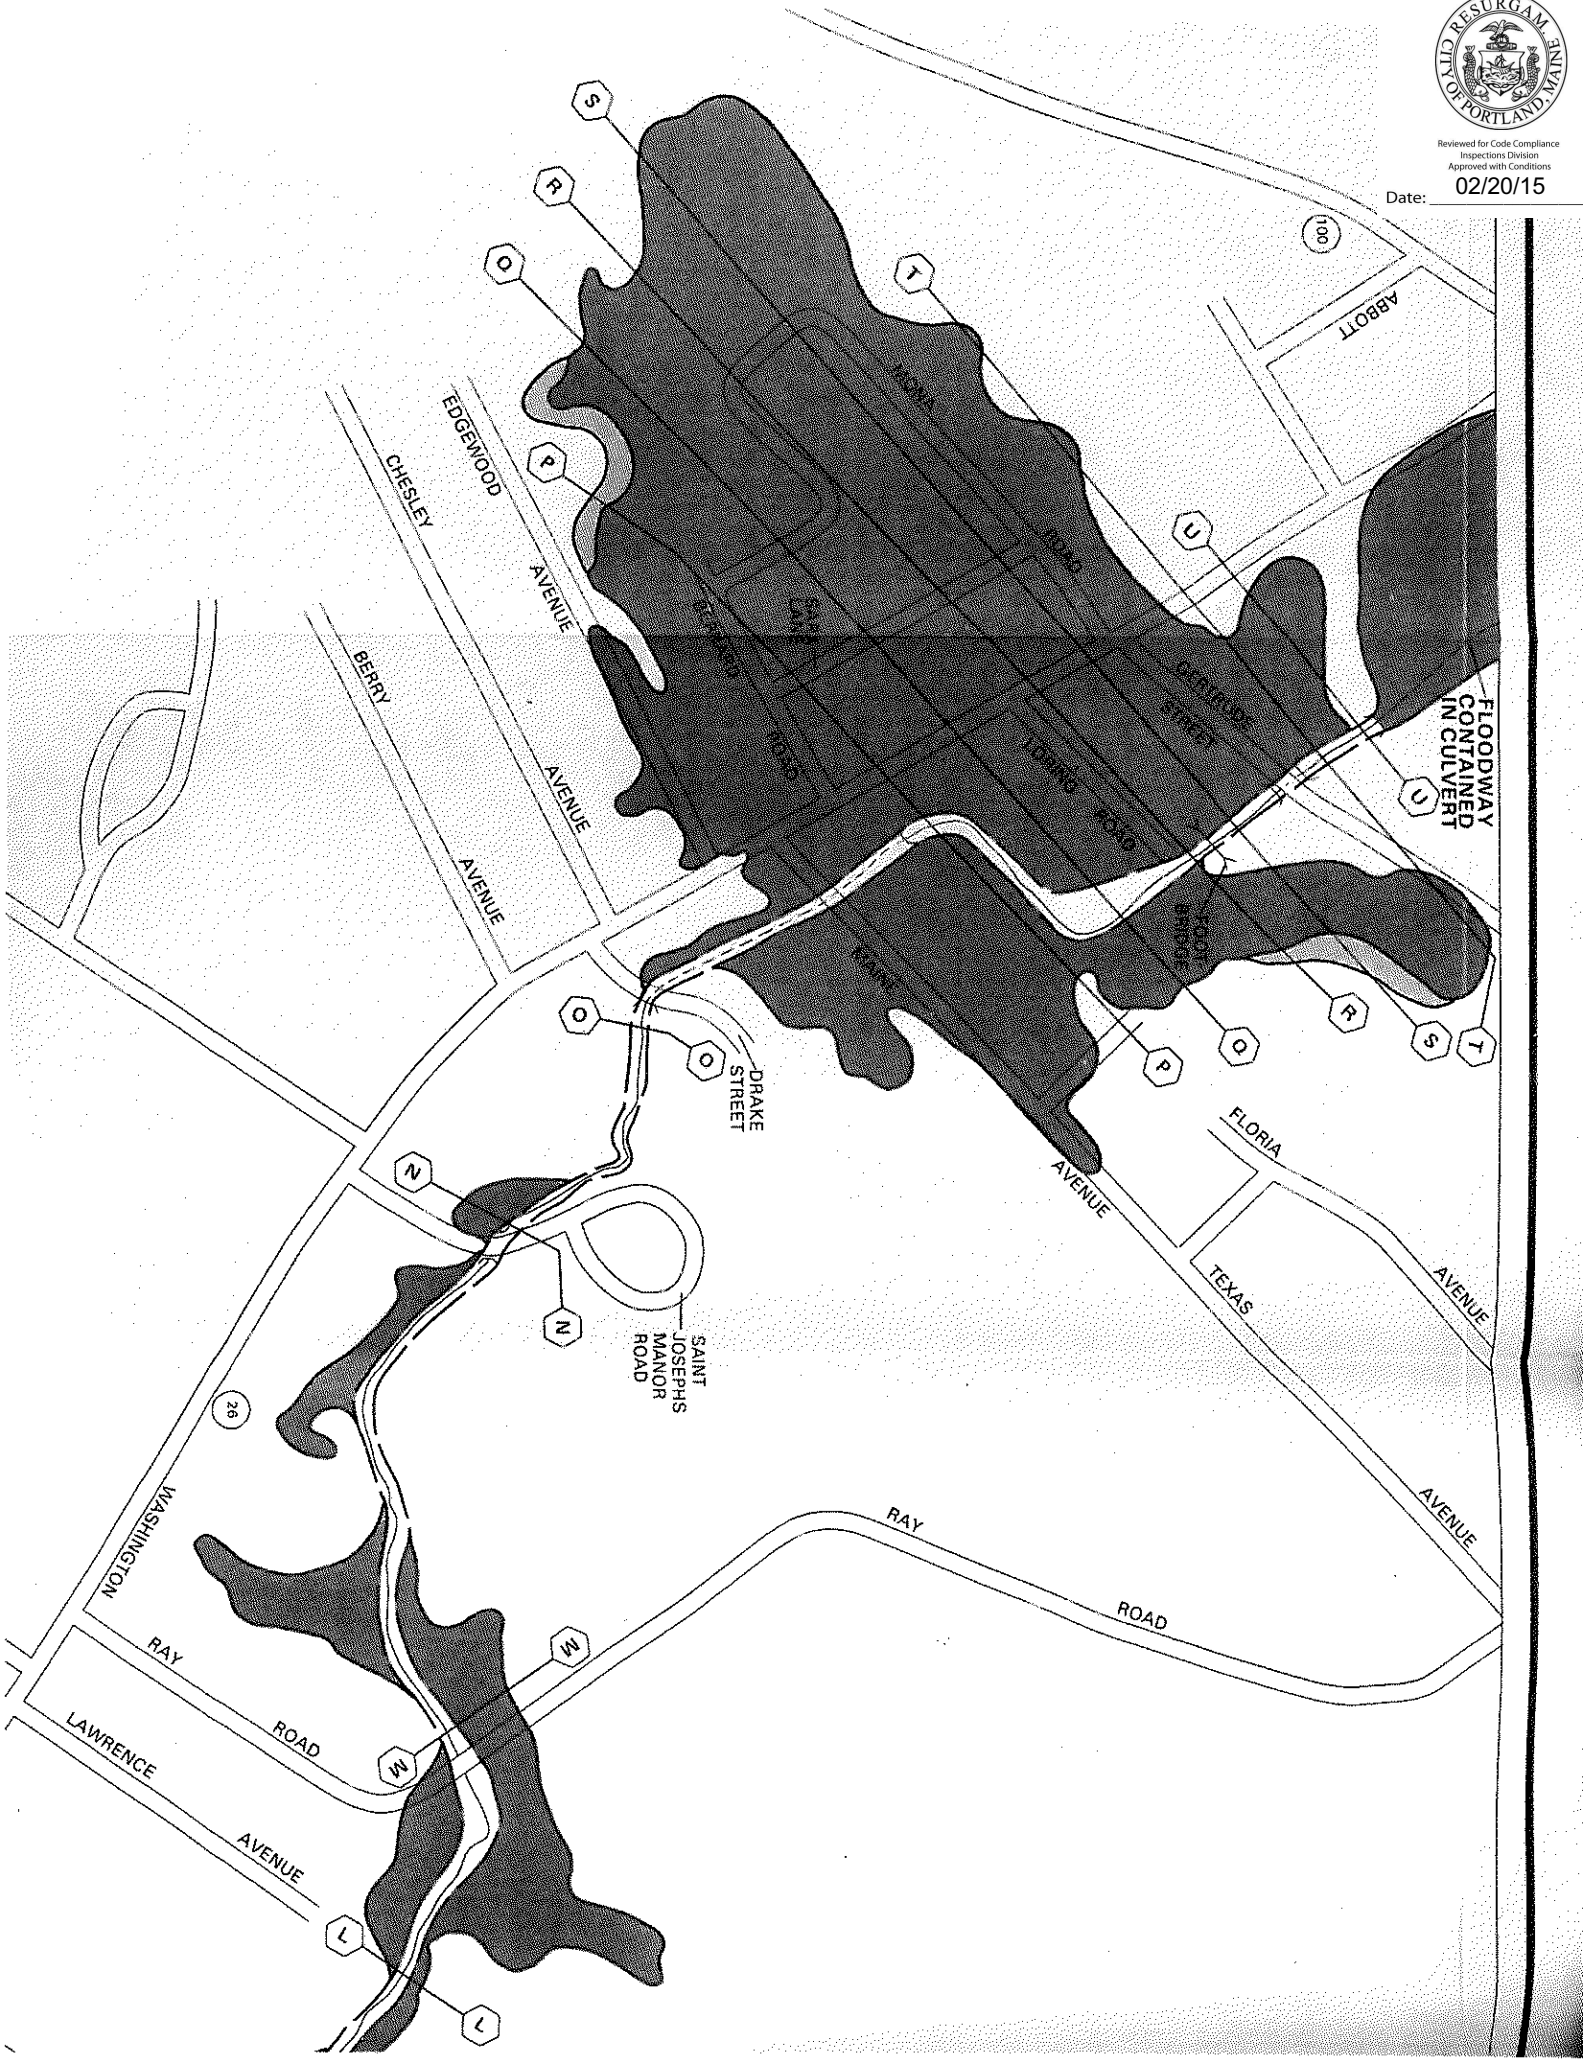 RESURGAM.
CITY OF PORTLAND, MAINE
Reviewed for Code Compliance
Inspections Division
Approved with Conditions
Date: 02/20/15
100
ABBOTT
S
R
Q
T
P
U
MONA
ROAD
EDGEWOOD
AVENUE
CHESLEY
AVENUE
BERRY
AVENUE
ROAD
GERTRUDE
STREET
LORING
ROAD
FLOODWAY
CONTAINED
IN CULVERT
U
FOOT
BRIDGE
R
S
T
Q
P
O
O
DRAKE
STREET
FLORIA
AVENUE
AVENUE
TEXAS
AVENUE
N
N
SAINT
JOSEPHS
MANOR
ROAD
26
WASHINGTON
RAY
ROAD
RAY
ROAD
M
M
LAWRENCE
AVENUE
L
L